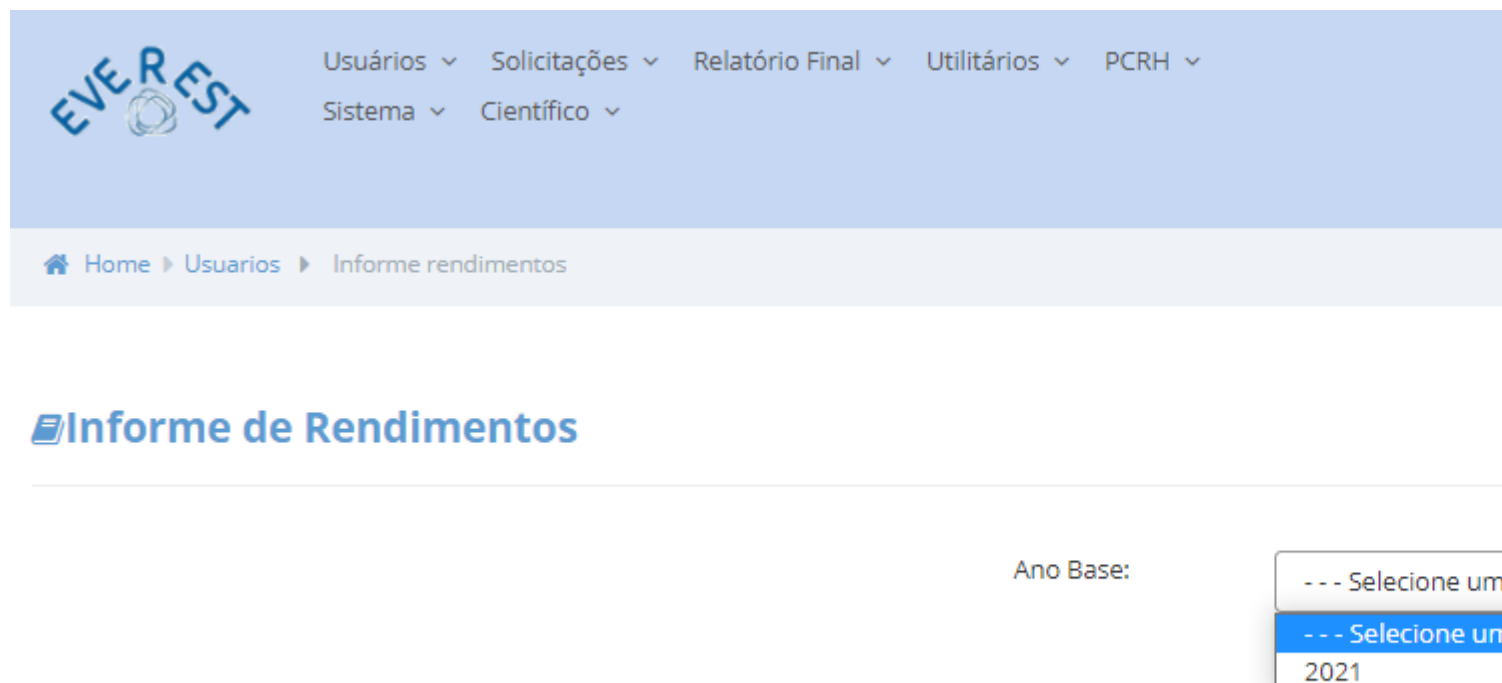 EVEREST
Usuários Solicitações Relatório Final Utilitários PCRH
Sistema Científico
Home Usuarios Informe rendimentos
Informe de Rendimentos
Ano Base:
- - - Selecione um
- - - Selecione um
2021